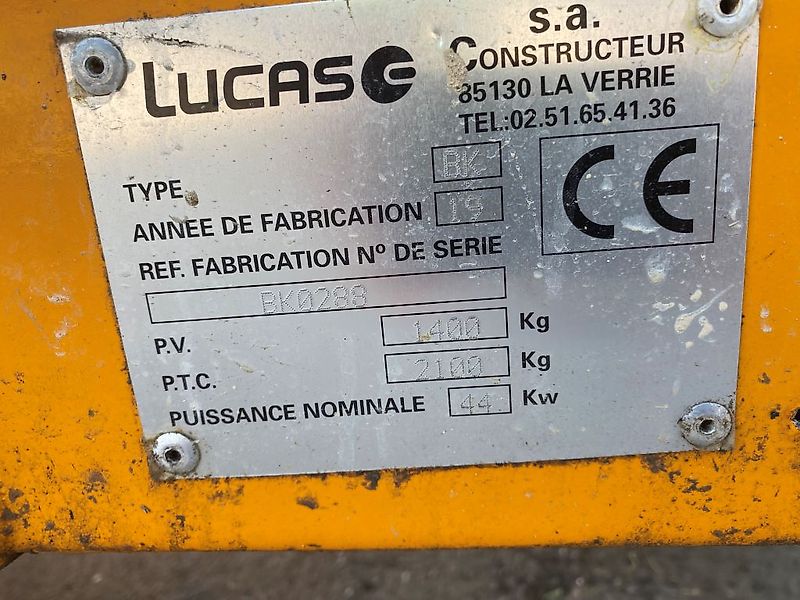 LUCAS G s.a.
CONSTRUCTEUR
85130 LA VERRIE
TEL:02.51.65.41.36
TYPE BK
ANNEE DE FABRICATION 19
CE
REF. FABRICATION Nº DE SERIE
BK0288
P.V. 1400 Kg
P.T.C. 2100 Kg
PUISSANCE NOMINALE 44 Kw